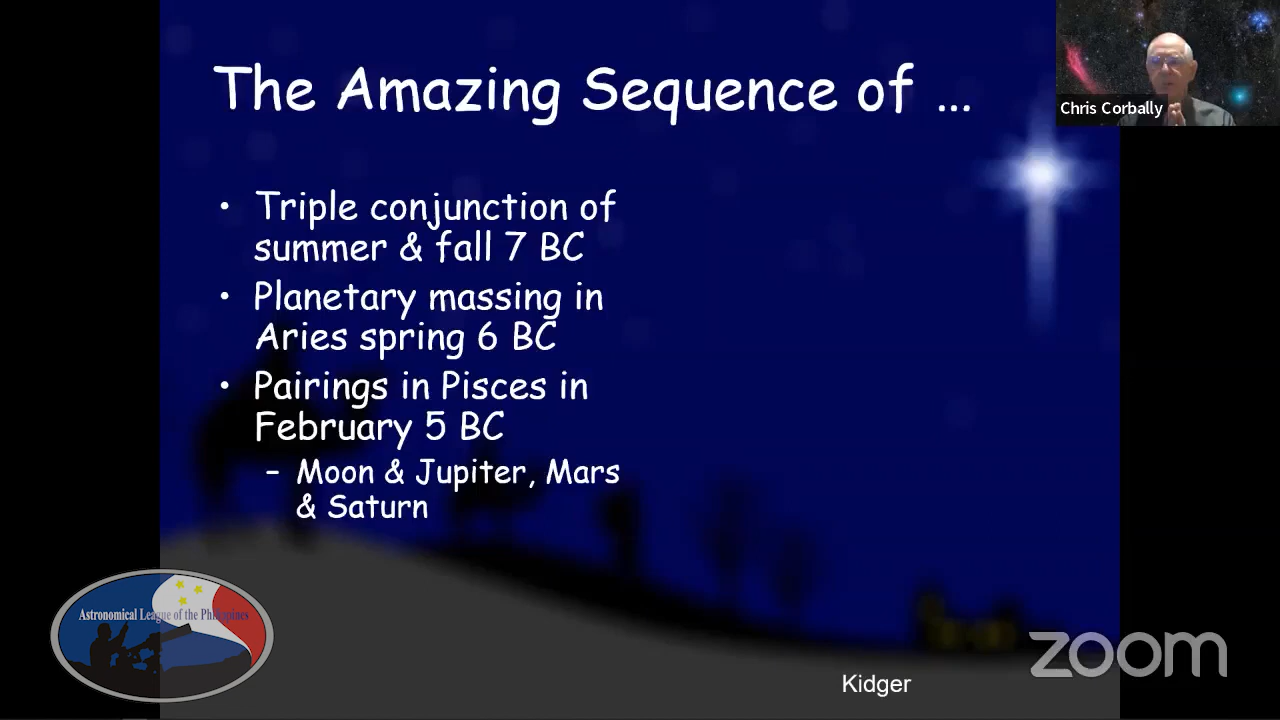 The Amazing Sequence of ...
Chris Corbally
• Triple conjunction of
summer & fall 7 BC
• Planetary massing in
Aries spring 6 BC
• Pairings in Pisces in
February 5 BC
– Moon & Jupiter, Mars
& Saturn
Astronomical League of the Philippines
zoom
Kidger